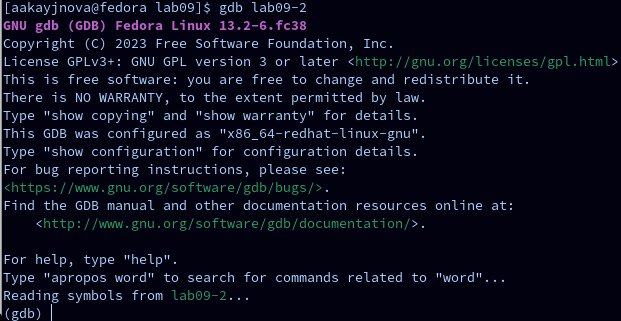 [aakayjnova@fedora lab09]$ gdb lab09-2
GNU gdb (GDB) Fedora Linux 13.2-6.fc38
Copyright (C) 2023 Free Software Foundation, Inc.
License GPLv3+: GNU GPL version 3 or later <http://gnu.org/licenses/gpl.html>
This is free software: you are free to change and redistribute it.
There is NO WARRANTY, to the extent permitted by law.
Type "show copying" and "show warranty" for details.
This GDB was configured as "x86_64-redhat-linux-gnu".
Type "show configuration" for configuration details.
For bug reporting instructions, please see:
<https://www.gnu.org/software/gdb/bugs/>.
Find the GDB manual and other documentation resources online at:
    <http://www.gnu.org/software/gdb/documentation/>.

For help, type "help".
Type "apropos word" to search for commands related to "word"...
Reading symbols from lab09-2...
(gdb)